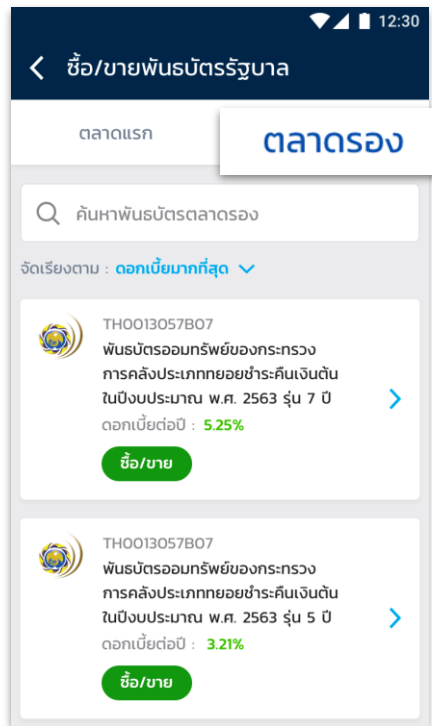 12:30
ซื้อ/ขายพันธบัตรรัฐบาล
ตลาดแรก
ตลาดรอง
ค้นหาพันธบัตรตลาดรอง
จัดเรียงตาม : ดอกเบี้ยมากที่สุด
TH0013057B07
พันธบัตรออมทรัพย์ของกระทรวง
การคลังประเภททยอยชำระคืนเงินต้น
ในปีงบประมาณ พ.ศ. 2563 รุ่น 7 ปี
ดอกเบี้ยต่อปี : 5.25%
ซื้อ/ขาย
TH0013057B07
พันธบัตรออมทรัพย์ของกระทรวง
การคลังประเภททยอยชำระคืนเงินต้น
ในปีงบประมาณ พ.ศ. 2563 รุ่น 5 ปี
ดอกเบี้ยต่อปี : 3.21%
ซื้อ/ขาย